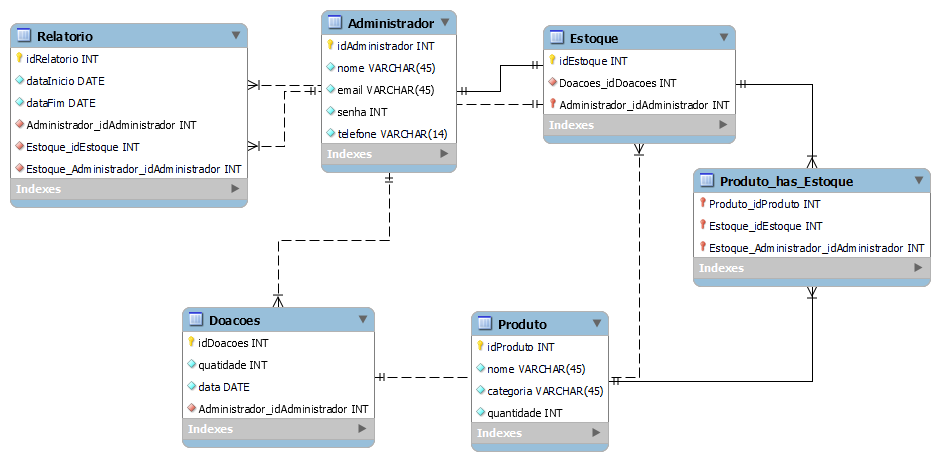 Relatorio
idRelatorio INT
dataInicio DATE
dataFim DATE
Administrador_idAdministrador INT
Estoque_idEstoque INT
Estoque_Administrador_idAdministrador INT
Indexes
Administrador
idAdministrador INT
nome VARCHAR(45)
email VARCHAR(45)
senha INT
telefone VARCHAR(14)
Indexes
Estoque
idEstoque INT
Doacoes_idDoacoes INT
Administrador_idAdministrador INT
Indexes
Produto_has_Estoque
Produto_idProduto INT
Estoque_idEstoque INT
Estoque_Administrador_idAdministrador INT
Indexes
Doacoes
idDoacoes INT
quatidade INT
data DATE
Administrador_idAdministrador INT
Indexes
Produto
idProduto INT
nome VARCHAR(45)
categoria VARCHAR(45)
quantidade INT
Indexes